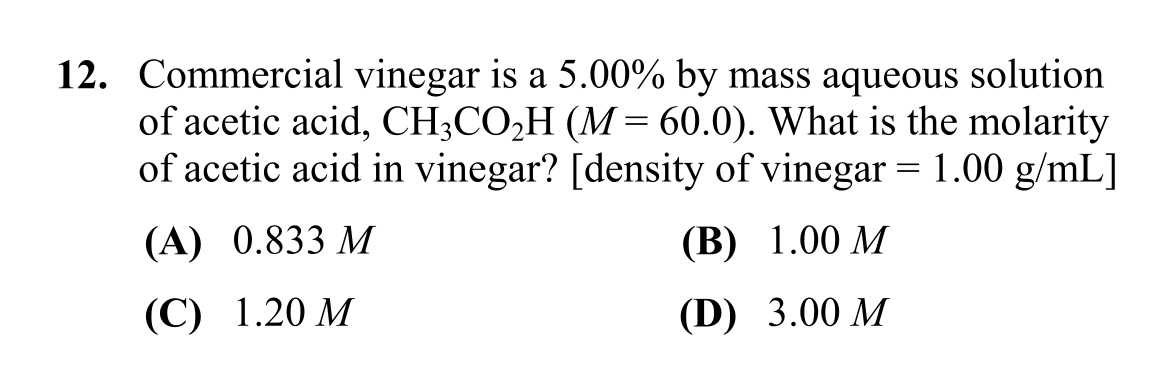 12. Commercial vinegar is a 5.00% by mass aqueous solution
of acetic acid, CH₃CO₂H (M = 60.0). What is the molarity
of acetic acid in vinegar? [density of vinegar = 1.00 g/mL]
(A) 0.833 M (B) 1.00 M
(C) 1.20 M (D) 3.00 M